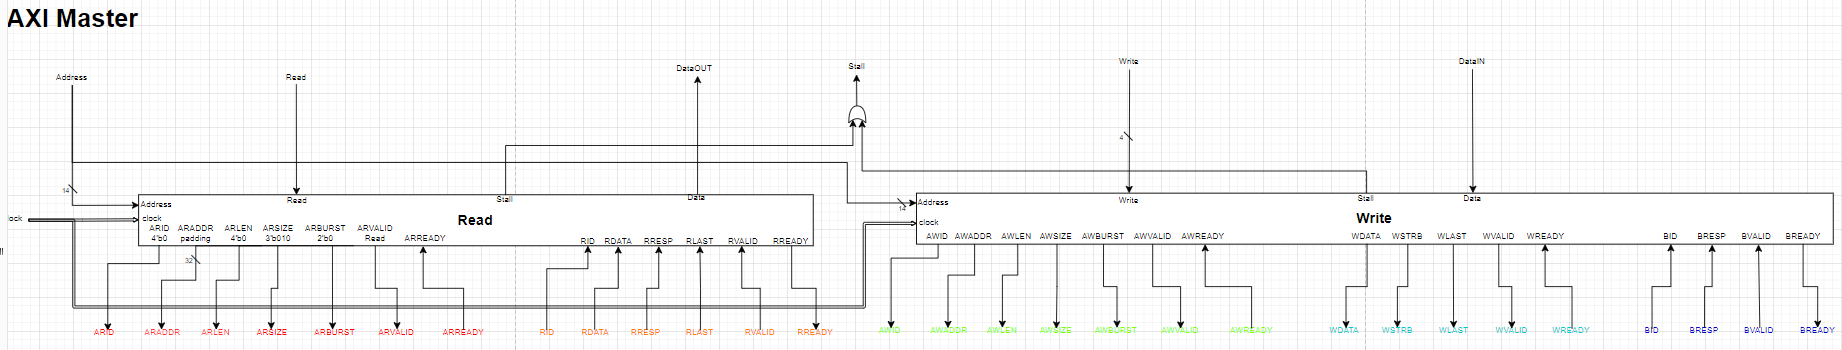 AXI Master
Address
Read
DataOUT
Stall
Write
DataIN
4
14
Address
Read
Stall
Data
clock
Read
ARID
4'b0
ARADDR
padding
ARLEN
4'b0
ARSIZE
3'b010
ARBURST
2'b0
ARVALID
Read
ARREADY
RID
RDATA
RRESP
RLAST
RVALID
RREADY
32
14
Address
Write
Stall
Data
clock
Write
AWID
AWADDR
AWLEN
AWSIZE
AWBURST
AWVALID
AWREADY
WDATA
WSTRB
WLAST
WVALID
WREADY
BID
BRESP
BVALID
BREADY
lock
ARID
ARADDR
ARLEN
ARSIZE
ARBURST
ARVALID
ARREADY
RID
RDATA
RRESP
RLAST
RVALID
RREADY
AWID
AWADDR
AWLEN
AWSIZE
AWBURST
AWVALID
AWREADY
WDATA
WSTRB
WLAST
WVALID
WREADY
BID
BRESP
BVALID
BREADY